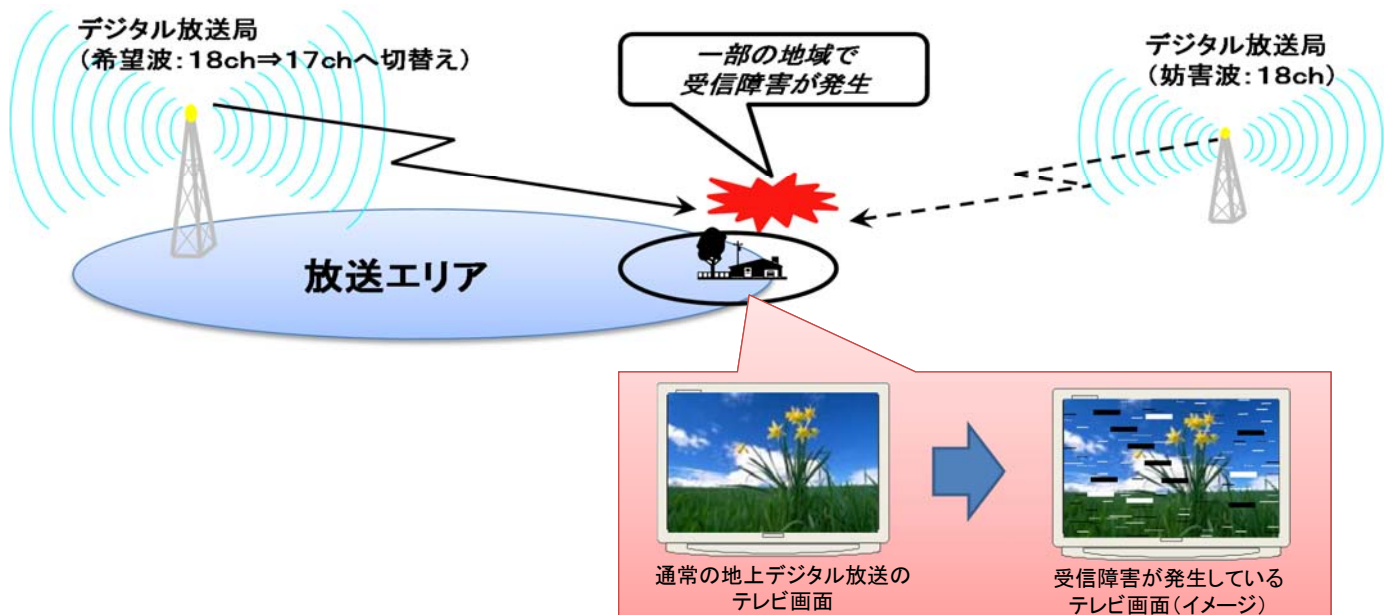 デジタル放送局
（希望波：18ch⇒17chへ切替え）
一部の地域で
受信障害が発生
デジタル放送局
（妨害波：18ch）
放送エリア
通常の地上デジタル放送の
テレビ画面
受信障害が発生している
テレビ画面（イメージ）